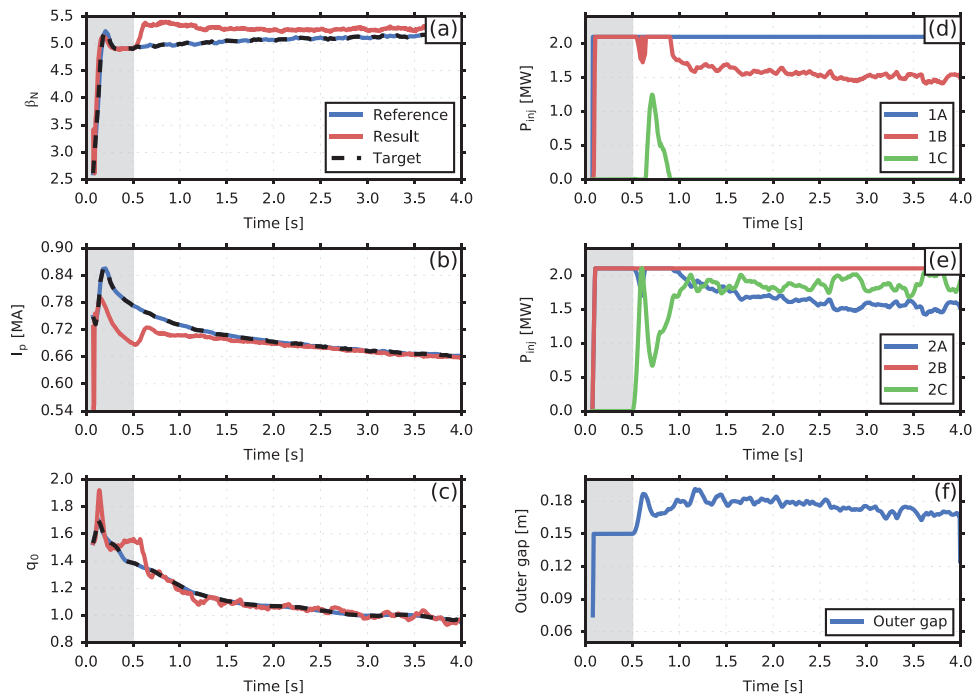 (a)
5.5
5.0
4.5
4.0
3.5
3.0
2.5
β_N
Reference
Result
Target
0.0 0.5 1.0 1.5 2.0 2.5 3.0 3.5 4.0
Time [s]
(d)
2.0
1.5
1.0
0.5
0.0
P_inj [MW]
1A
1B
1C
0.0 0.5 1.0 1.5 2.0 2.5 3.0 3.5 4.0
Time [s]
(b)
0.90
0.84
0.78
0.72
0.66
0.60
0.54
I_p [MA]
0.0 0.5 1.0 1.5 2.0 2.5 3.0 3.5 4.0
Time [s]
(e)
2.0
1.5
1.0
0.5
0.0
P_inj [MW]
2A
2B
2C
0.0 0.5 1.0 1.5 2.0 2.5 3.0 3.5 4.0
Time [s]
(c)
2.0
1.8
1.6
1.4
1.2
1.0
0.8
q_0
0.0 0.5 1.0 1.5 2.0 2.5 3.0 3.5 4.0
Time [s]
(f)
0.18
0.15
0.12
0.09
0.06
Outer gap [m]
Outer gap
0.0 0.5 1.0 1.5 2.0 2.5 3.0 3.5 4.0
Time [s]